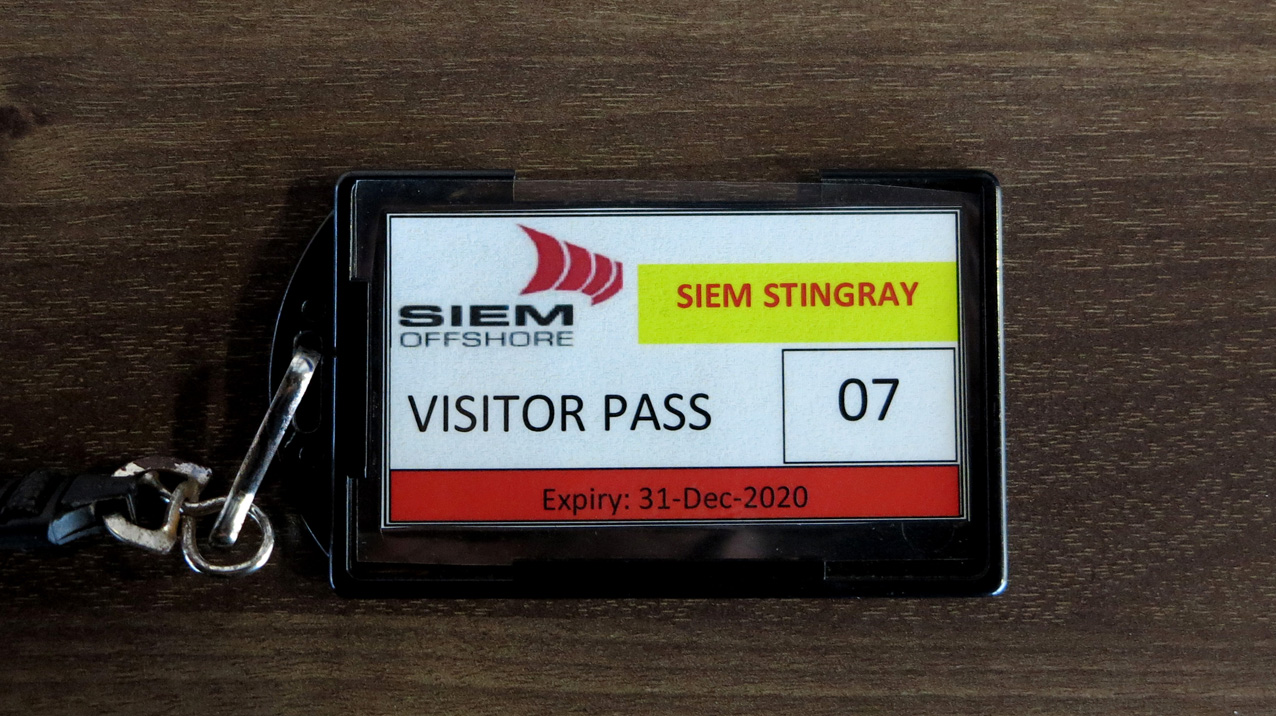 SIEM
OFFSHORE
SIEM STINGRAY
VISITOR PASS
07
Expiry: 31-Dec-2020